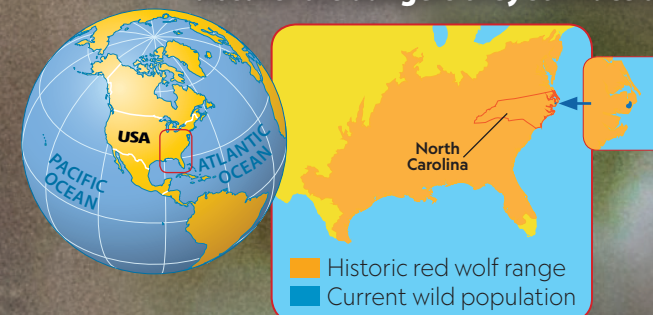 USA
PACIFIC
OCEAN
ATLANTIC
OCEAN
North
Carolina
Historic red wolf range
Current wild population